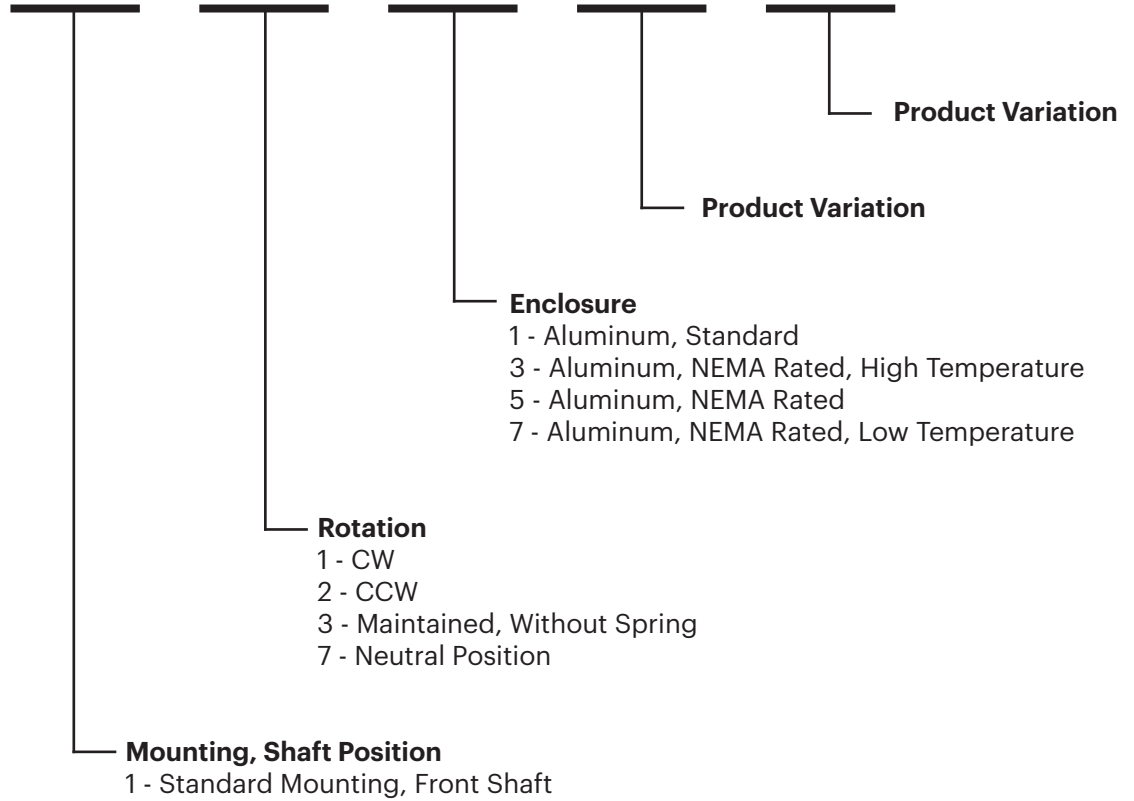 Product Variation
Product Variation
Enclosure
1 - Aluminum, Standard
3 - Aluminum, NEMA Rated, High Temperature
5 - Aluminum, NEMA Rated
7 - Aluminum, NEMA Rated, Low Temperature
Rotation
1 - CW
2 - CCW
3 - Maintained, Without Spring
7 - Neutral Position
Mounting, Shaft Position
1 - Standard Mounting, Front Shaft